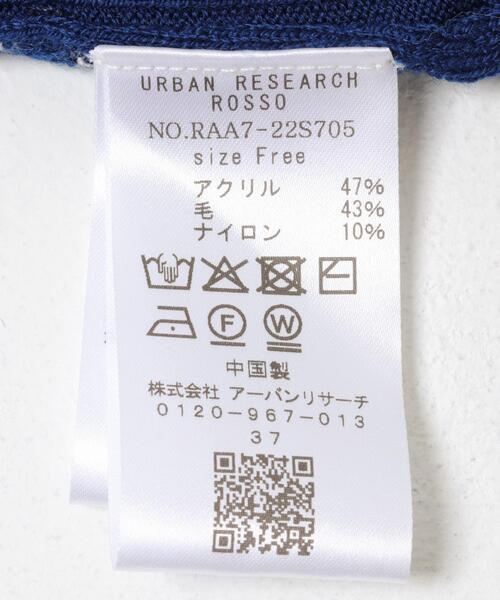 URBAN RESEARCH
ROSSO
NO.RAA7-22S705
size Free
アクリル 47%
毛 43%
ナイロン 10%
F W
中国製
株式会社 アーバンリサーチ
0120-967-013
37